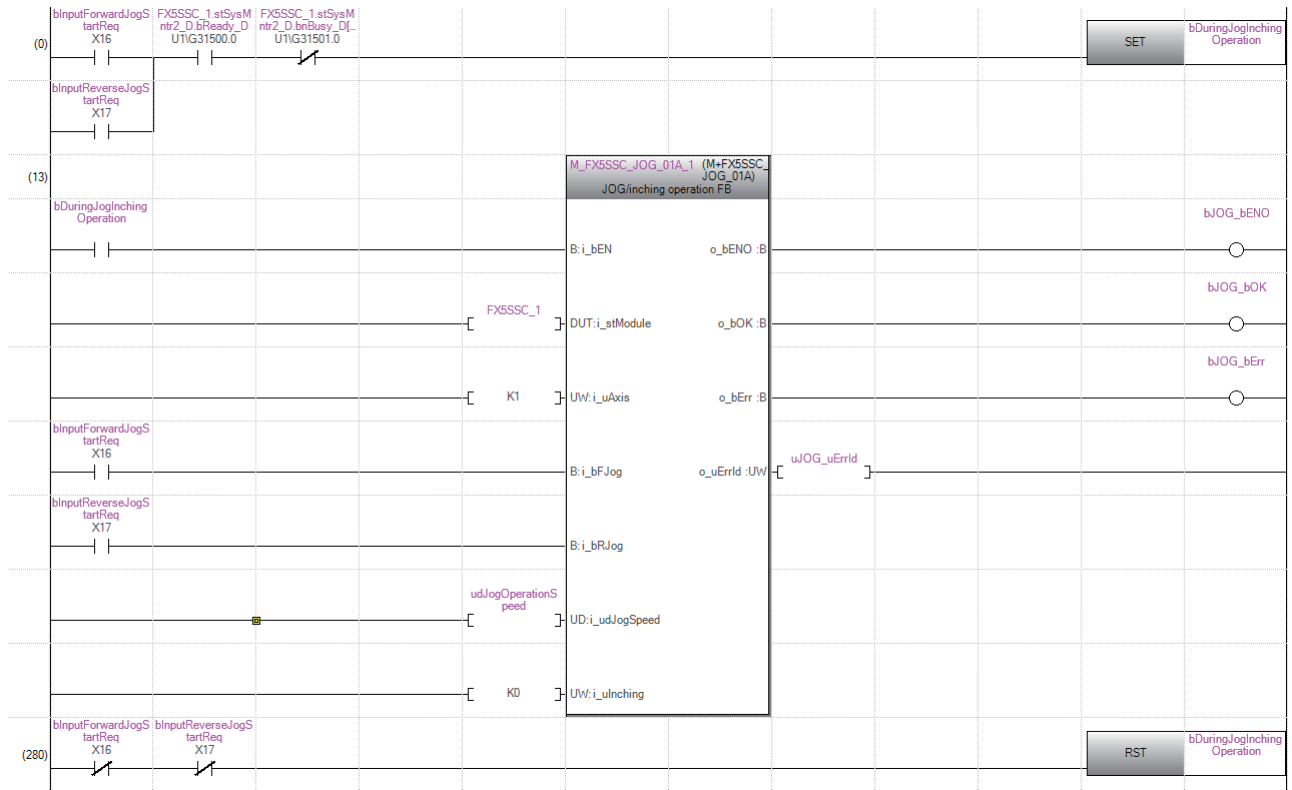 bInputForwardJogS FX5SSC_1.stSysM FX5SSC_1.stSysM
tartReq ntr2_D.bReady_D ntr2_D.bnBusy_D[..
(0) X16 U1\G31500.0 U1\G31501.0
SET bDuringJogInching
Operation
bInputReverseJogS
tartReq
X17
(13)
M_FX5SSC_JOG_01A_1 (M+FX5SSC_
JOG_01A)
JOG/inching operation FB
bDuringJogInching
Operation
bJOG_bENO
B:i_bEN o_bENO :B
bJOG_bOK
FX5SSC_1
DUT:i_stModule o_bOK :B
bJOG_bErr
K1 UW:i_uAxis o_bErr :B
bInputForwardJogS
tartReq
X16
uJOG_uErrId
B:i_bFJog o_uErrId :UW
bInputReverseJogS
tartReq
X17
B:i_bRJog
udJogOperationS
peed
UD:i_udJogSpeed
K0 UW:i_uInching
bInputForwardJogS bInputReverseJogS
tartReq tartReq
(280) X16 X17
RST bDuringJogInching
Operation